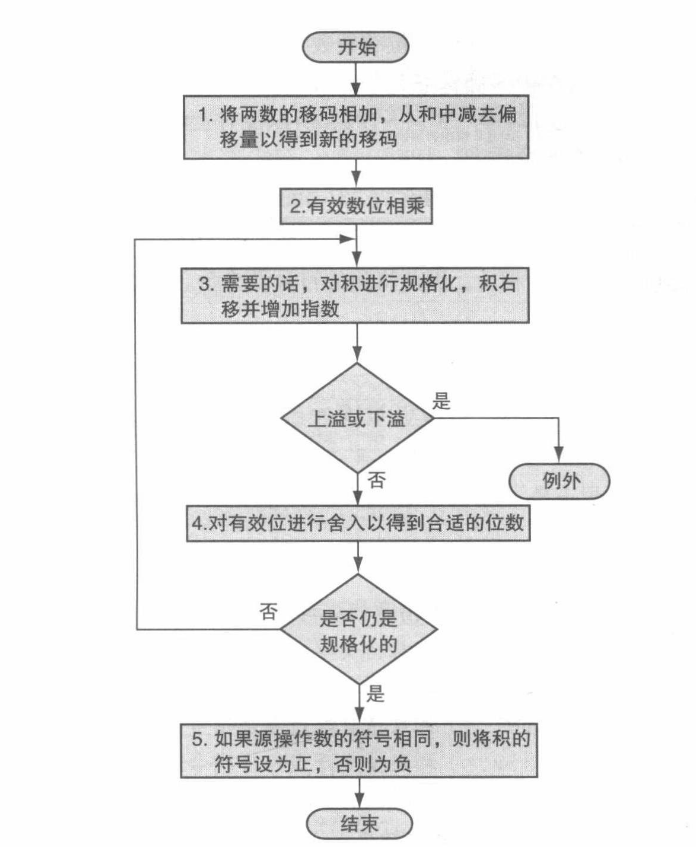 开始
1. 将两数的移码相加，从和中减去偏
移量以得到新的移码
2.有效数位相乘
3. 需要的话，对积进行规格化，积右
移并增加指数
上溢或下溢
是
例外
否
4.对有效位进行舍入以得到合适的位数
否
是否仍是
规格化的
是
5. 如果源操作数的符号相同，则将积的
符号设为正，否则为负
结束